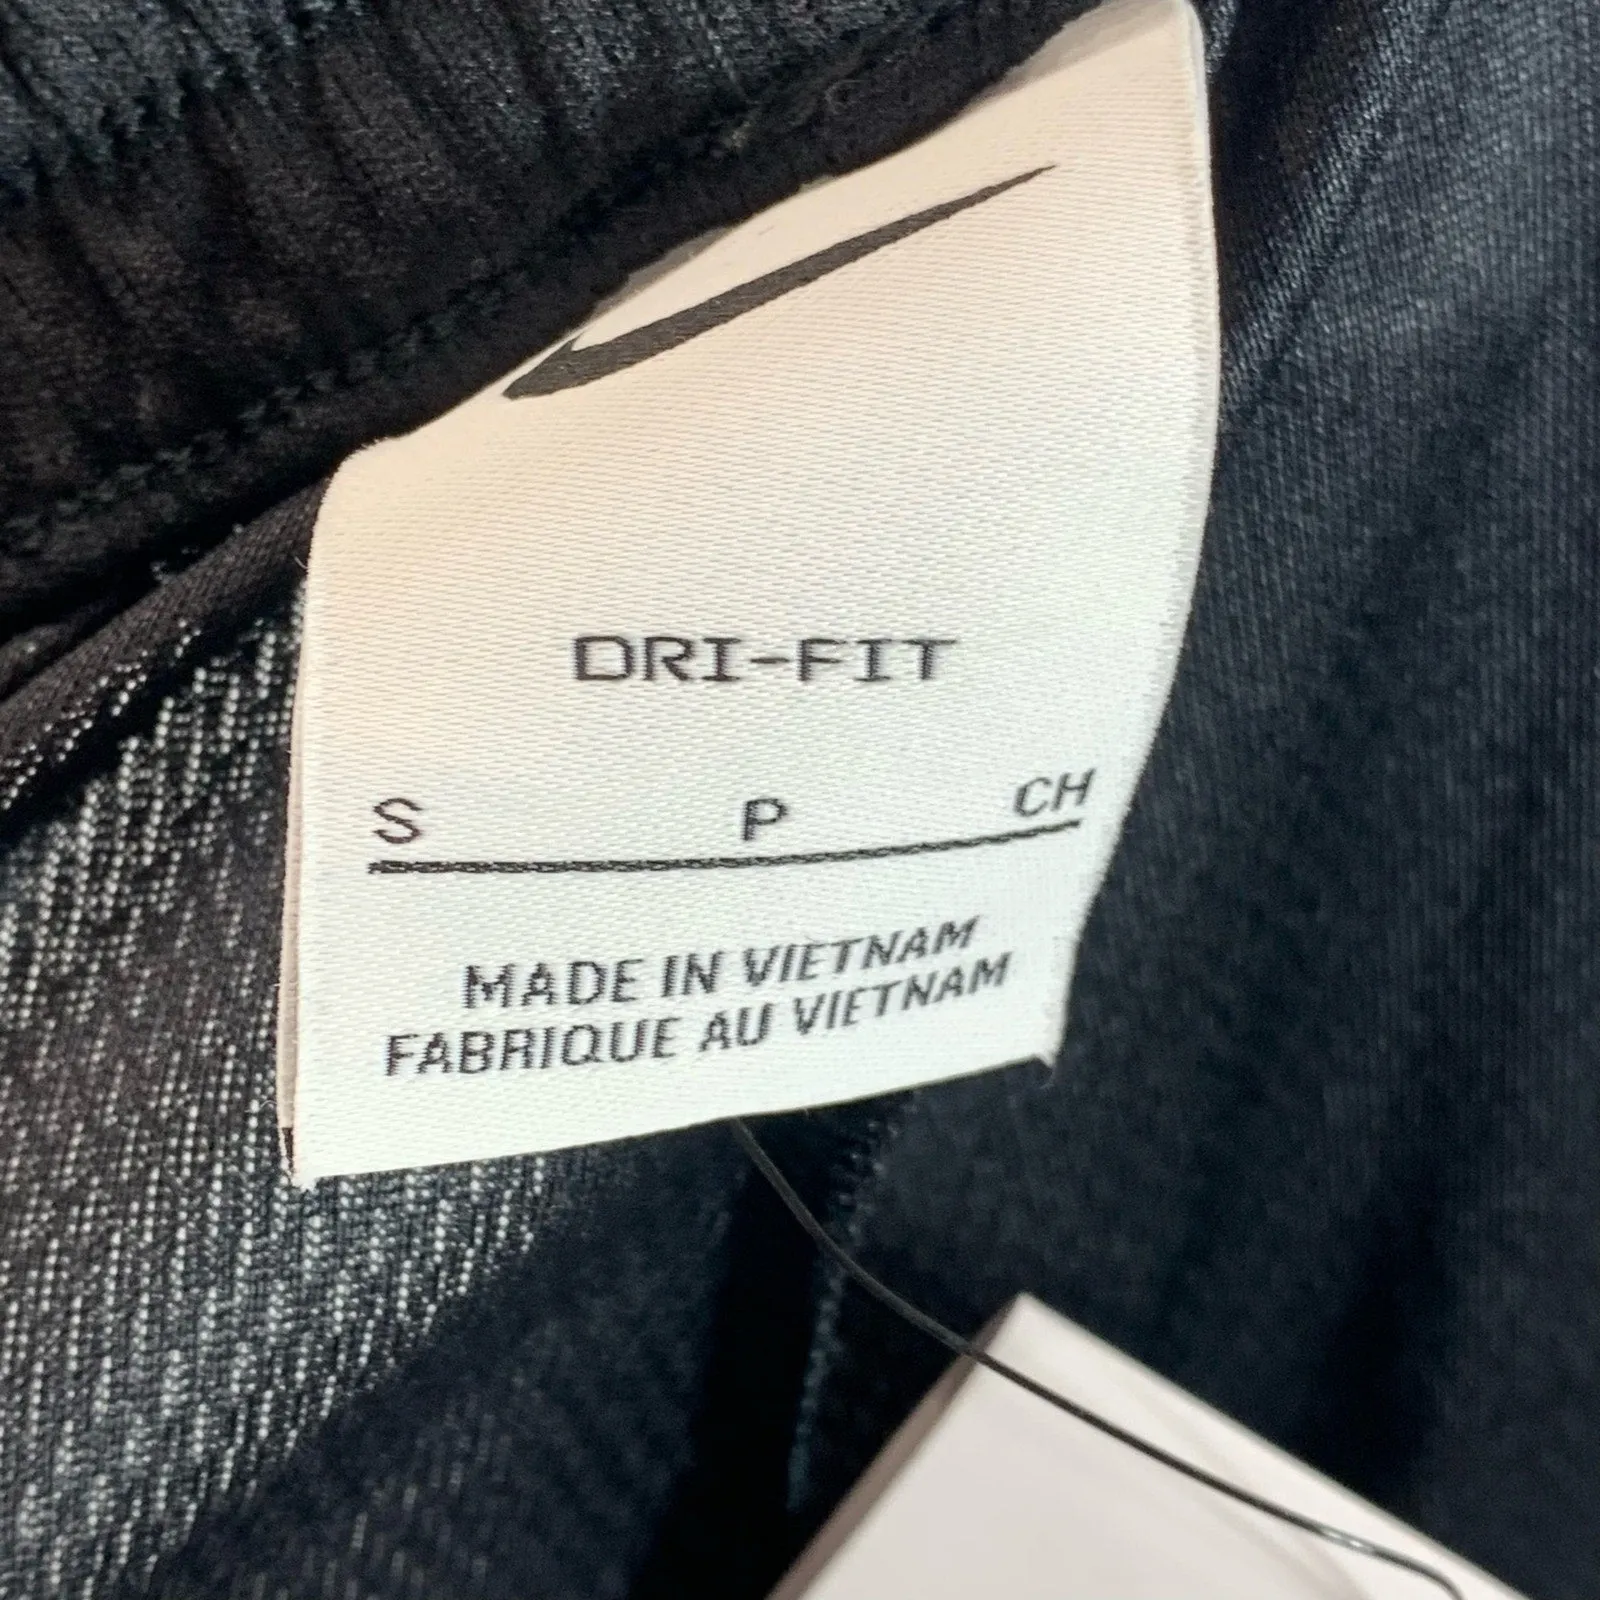 DRI-FIT
S P CH
MADE IN VIETNAM
FABRIQUE AU VIETNAM